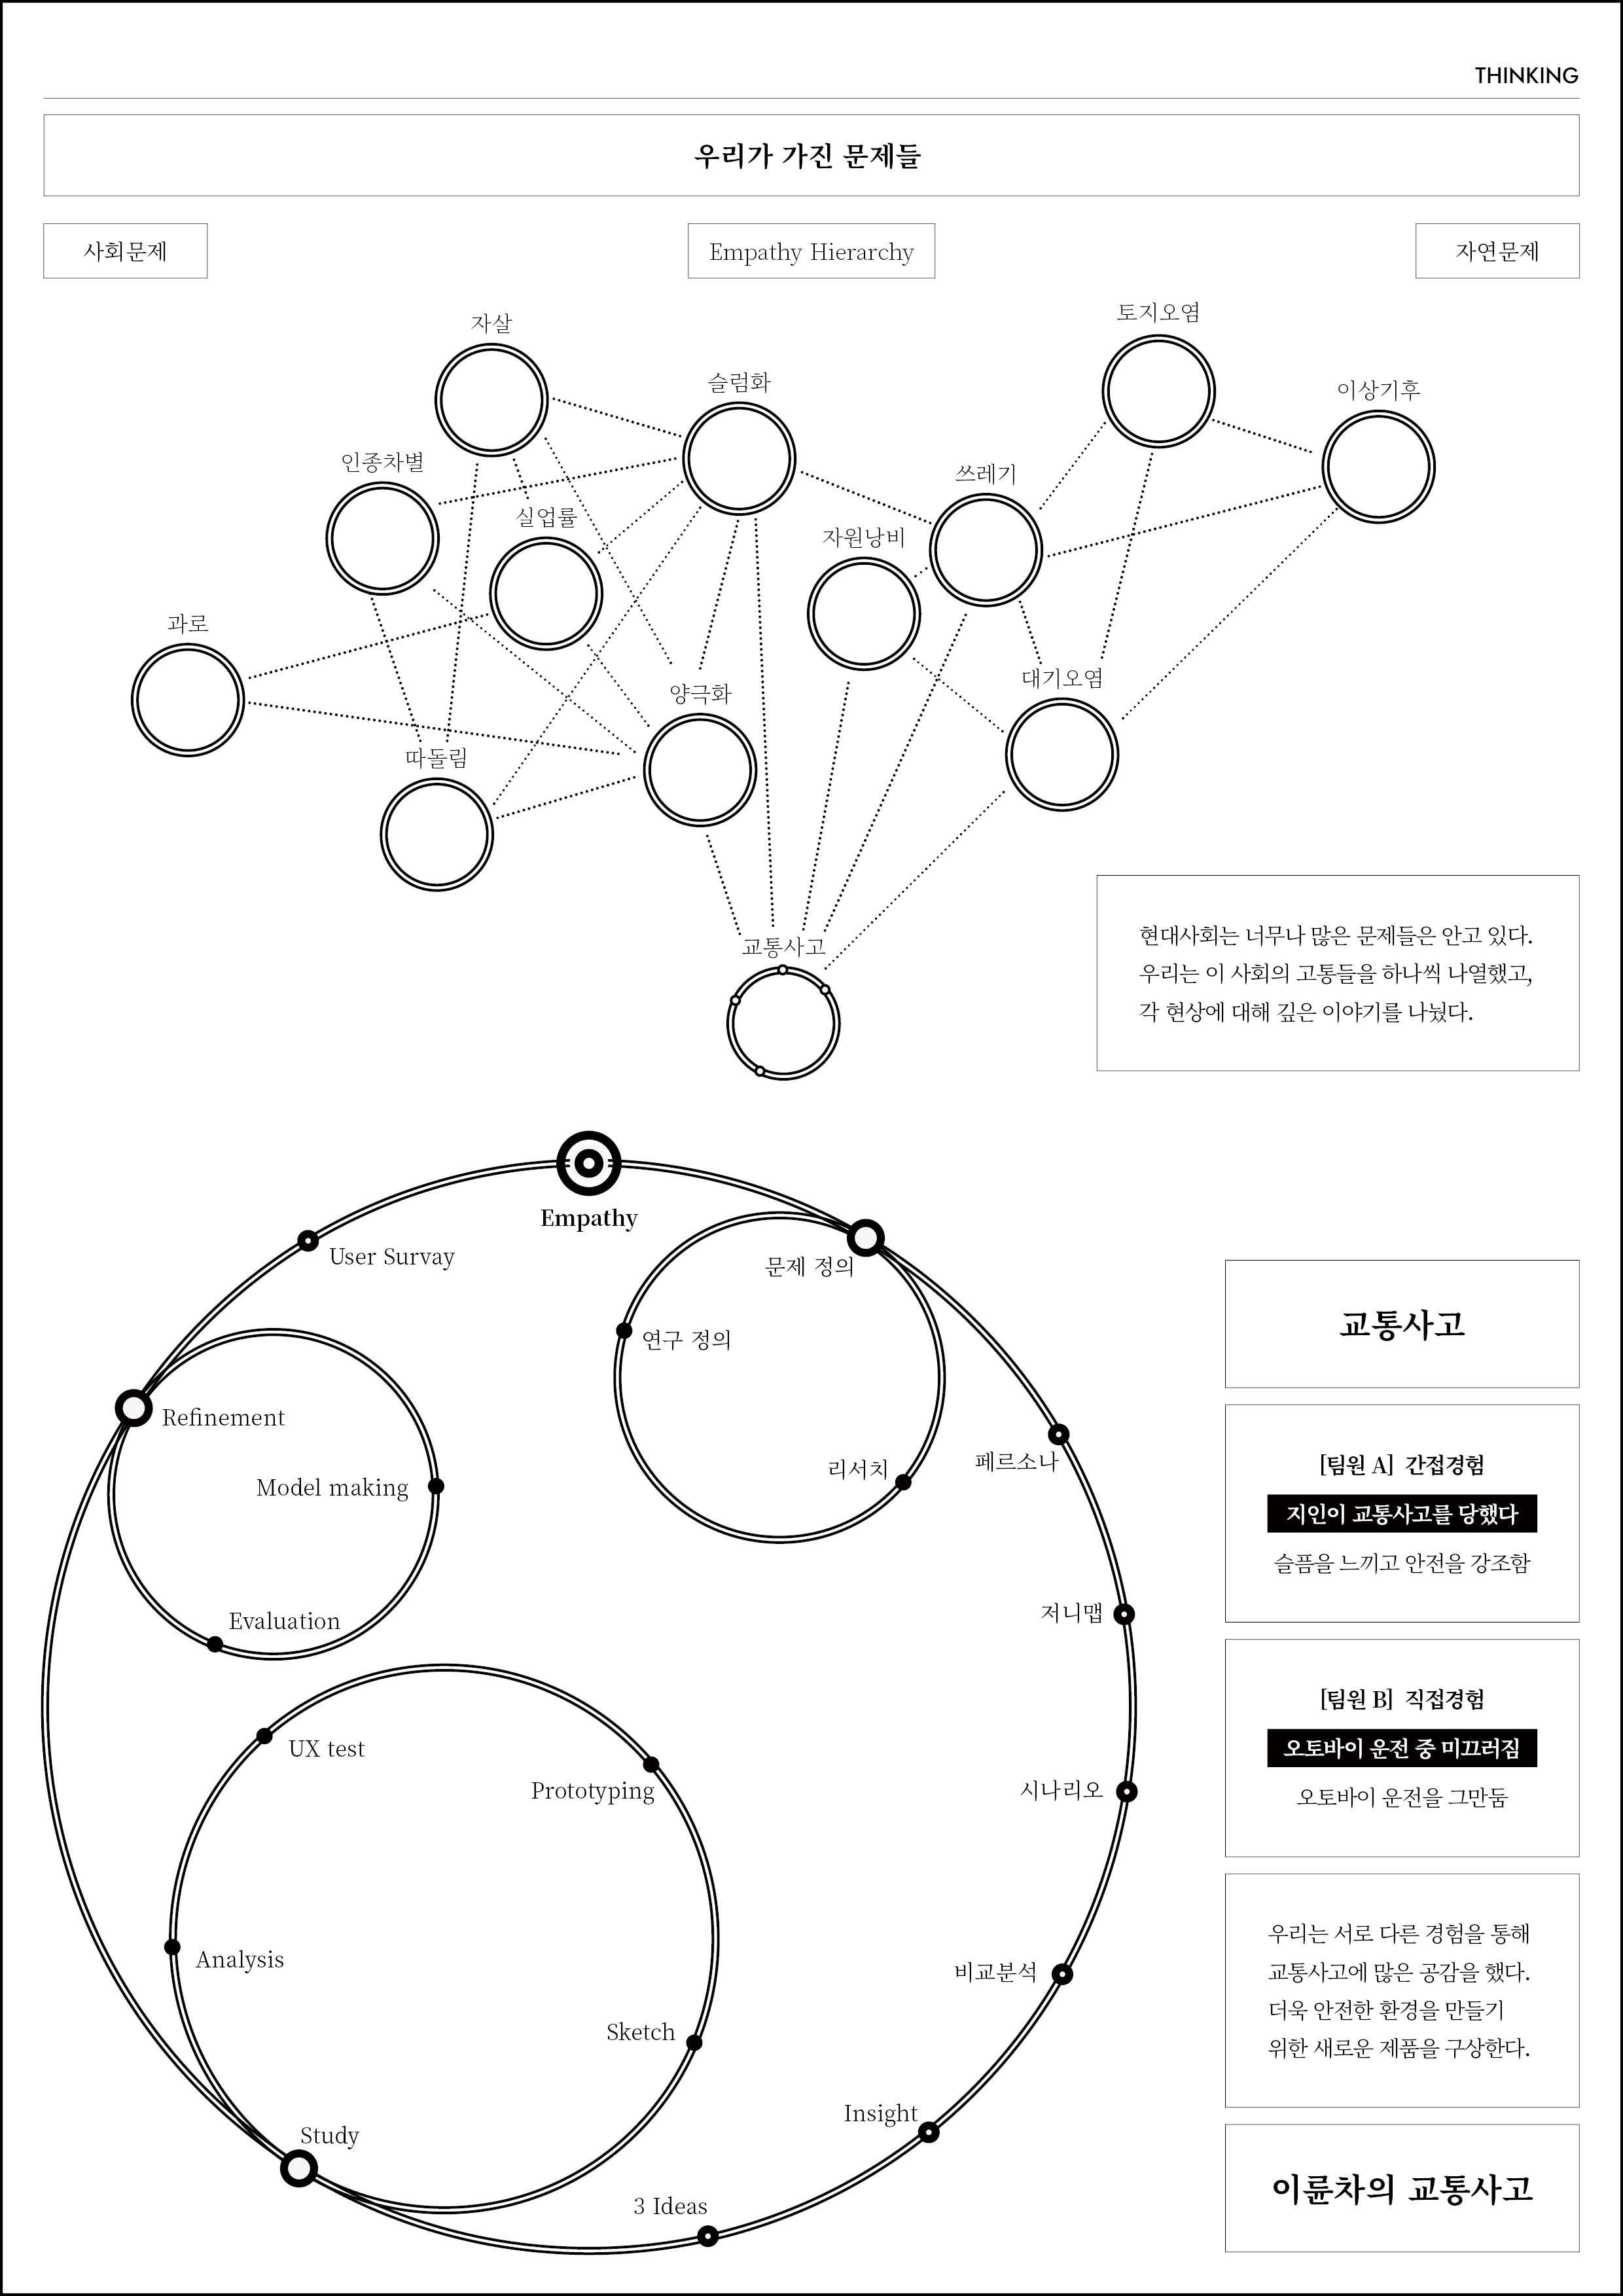 THINKING
우리가 가진 문제들
사회문제
Empathy Hierarchy
자연문제
자살
토지오염
슬럼화
이상기후
인종차별
쓰레기
실업률
자원낭비
과로
대기오염
양극화
따돌림
교통사고
현대사회는 너무나 많은 문제들은 안고 있다.
우리는 이 사회의 고통들을 하나씩 나열했고,
각 현상에 대해 깊은 이야기를 나눴다.
Empathy
User Survay
문제 정의
연구 정의
리서치
페르소나
Refinement
Model making
Evaluation
저니맵
UX test
Prototyping
시나리오
Analysis
비교분석
Sketch
Insight
Study
3 Ideas
교통사고
[팀원 A] 간접경험
지인이 교통사고를 당했다
슬픔을 느끼고 안전을 강조함
[팀원 B] 직접경험
오토바이 운전 중 미끄러짐
오토바이 운전을 그만둠
우리는 서로 다른 경험을 통해
교통사고에 많은 공감을 했다.
더욱 안전한 환경을 만들기
위한 새로운 제품을 구상한다.
이륜차의 교통사고